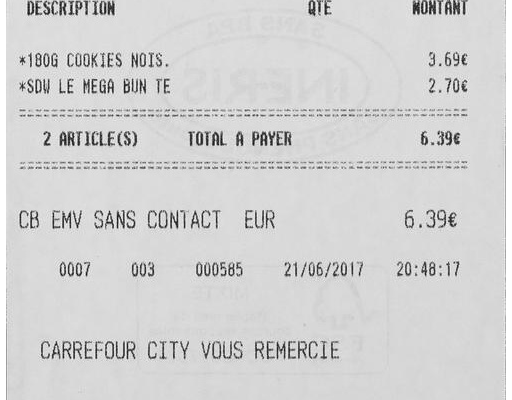 DESCRIPTION QTE MONTANT
*180G COOKIES NOIS. 3.69€
*SDW LE MEGA BUN TE 2.70€
2 ARTICLE(S) TOTAL A PAYER 6.39€
CB EMV SANS CONTACT EUR 6.39€
0007 003 000585 21/06/2017 20:48:17
CARREFOUR CITY VOUS REMERCIE